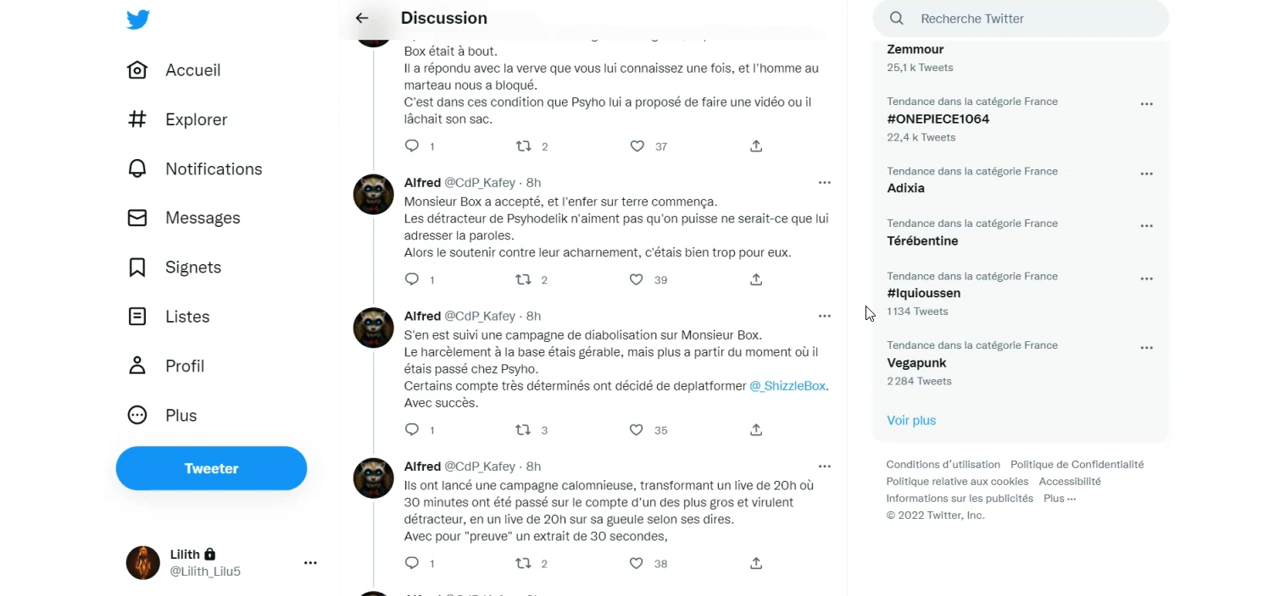 Accueil
Explorer
Notifications
Messages
Signets
Listes
Profil
Plus
Tweeter
Lilith
@Lilith_Lilu5
Discussion
Box était à bout.
Il a répondu avec la verve que vous lui connaissez une fois, et l'homme au
marteau nous a bloqué.
C'est dans ces condition que Psyho lui a proposé de faire une vidéo ou il
lâchait son sac.
1 2 37
Alfred @CdP_Kafey · 8h
Monsieur Box a accepté, et l'enfer sur terre commença.
Les détracteur de Psyhodelik n'aiment pas qu'on puisse ne serait-ce que lui
adresser la paroles.
Alors le soutenir contre leur acharnement, c'étais bien trop pour eux.
1 2 39
Alfred @CdP_Kafey · 8h
S'en est suivi une campagne de diabolisation sur Monsieur Box.
Le harcèlement à la base étais gérable, mais plus a partir du moment où il
étais passé chez Psyho.
Certains compte très déterminés ont décidé de deplatformer @_ShizzleBox.
Avec succès.
1 3 35
Alfred @CdP_Kafey · 8h
Ils ont lancé une campagne calomnieuse, transformant un live de 20h où
30 minutes ont été passé sur le compte d'un des plus gros et virulent
détracteur, en un live de 20h sur sa gueule selon ses dires.
Avec pour "preuve" un extrait de 30 secondes,
1 2 38
Recherche Twitter
Zemmour
25,1 k Tweets
Tendance dans la catégorie France
#ONEPIECE1064
22,4 k Tweets
Tendance dans la catégorie France
Adixia
Tendance dans la catégorie France
Térébentine
Tendance dans la catégorie France
#Iquioussen
1 134 Tweets
Tendance dans la catégorie France
Vegapunk
2 284 Tweets
Voir plus
Conditions d'utilisation Politique de Confidentialité
Politique relative aux cookies Accessibilité
Informations sur les publicités Plus ···
© 2022 Twitter, Inc.